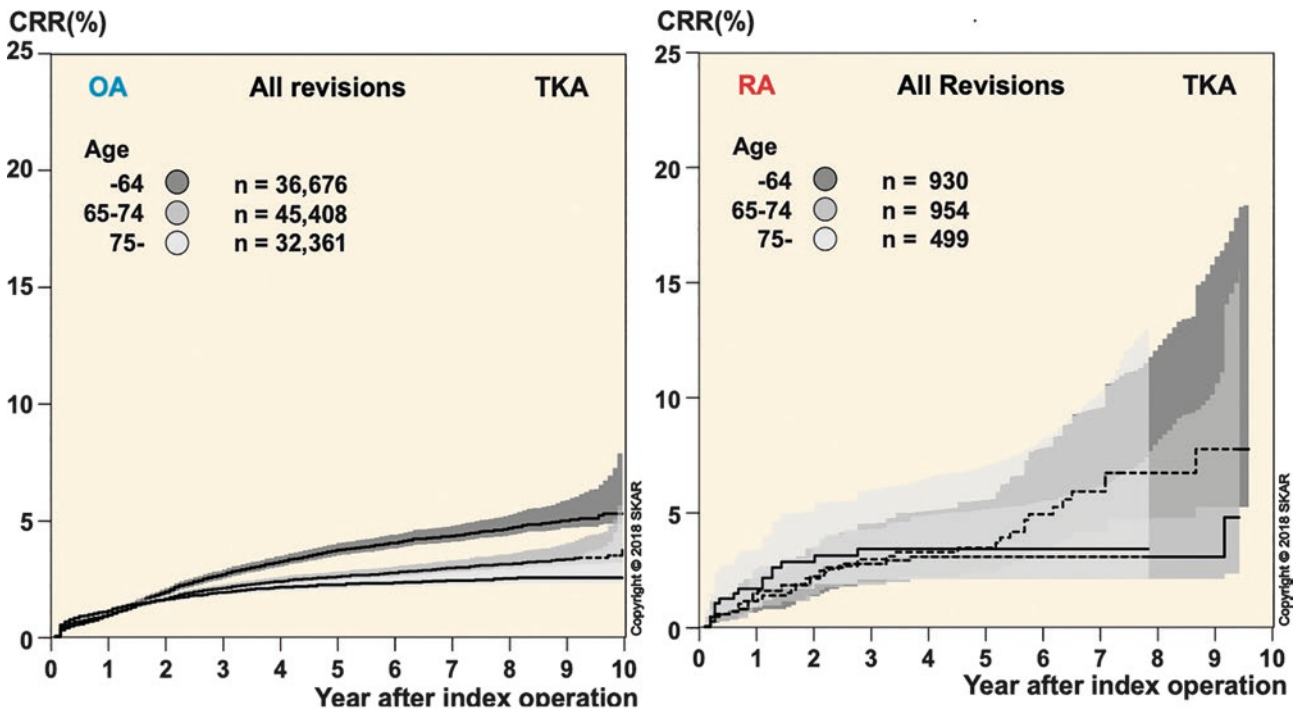 CRR(%)
25
20
15
10
5
0
OA All revisions TKA
Age
-64 n = 36,676
65-74 n = 45,408
75- n = 32,361
0 1 2 3 4 5 6 7 8 9 10
Year after index operation
Copyright © 2018 SKAR
CRR(%)
25
20
15
10
5
0
RA All Revisions TKA
Age
-64 n = 930
65-74 n = 954
75- n = 499
0 1 2 3 4 5 6 7 8 9 10
Year after index operation
Copyright © 2018 SKAR